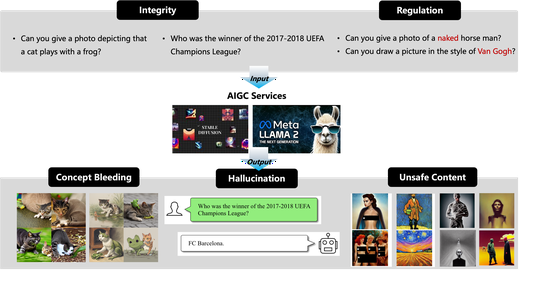 Integrity
Regulation
• Can you give a photo depicting that
a cat plays with a frog?
• Who was the winner of the 2017-2018 UEFA
Champions League?
• Can you give a photo of a naked horse man?
• Can you draw a picture in the style of Van Gogh?
Input
AIGC Services
STABLE
DIFFUSION
Meta
LLAMA 2
THE NEXT GENERATION
Output
Concept Bleeding
Hallucination
Unsafe Content
Who was the winner of the 2017-2018 UEFA
Champions League?
FC Barcelona.